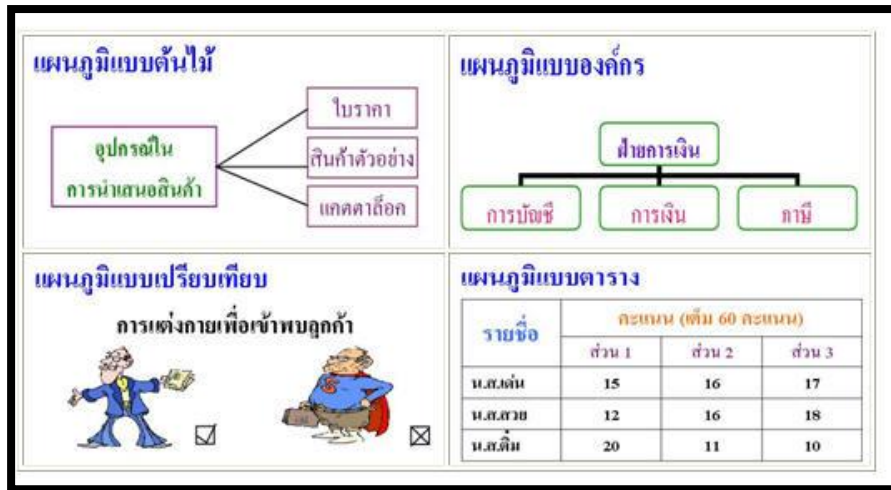 แผนภูมิแบบต้นไม้
อุปกรณ์ใน
การนำเสนอสินค้า
ใบราคา
สินค้าตัวอย่าง
แคตตาล็อค
แผนภูมิแบบองค์กร
ฝ่ายการเงิน
การบัญชี การเงิน ภาษี
แผนภูมิแบบเปรียบเทียบ
การแต่งกายเพื่อเข้าพบลูกค้า
แผนภูมิแบบตาราง
รายชื่อ คะแนน (เต็ม 60 คะแนน)
ส่วน 1 ส่วน 2 ส่วน 3
น.ส.เด่น 15 16 17
น.ส.สวย 12 16 18
น.ส.ติ๋ม 20 11 10